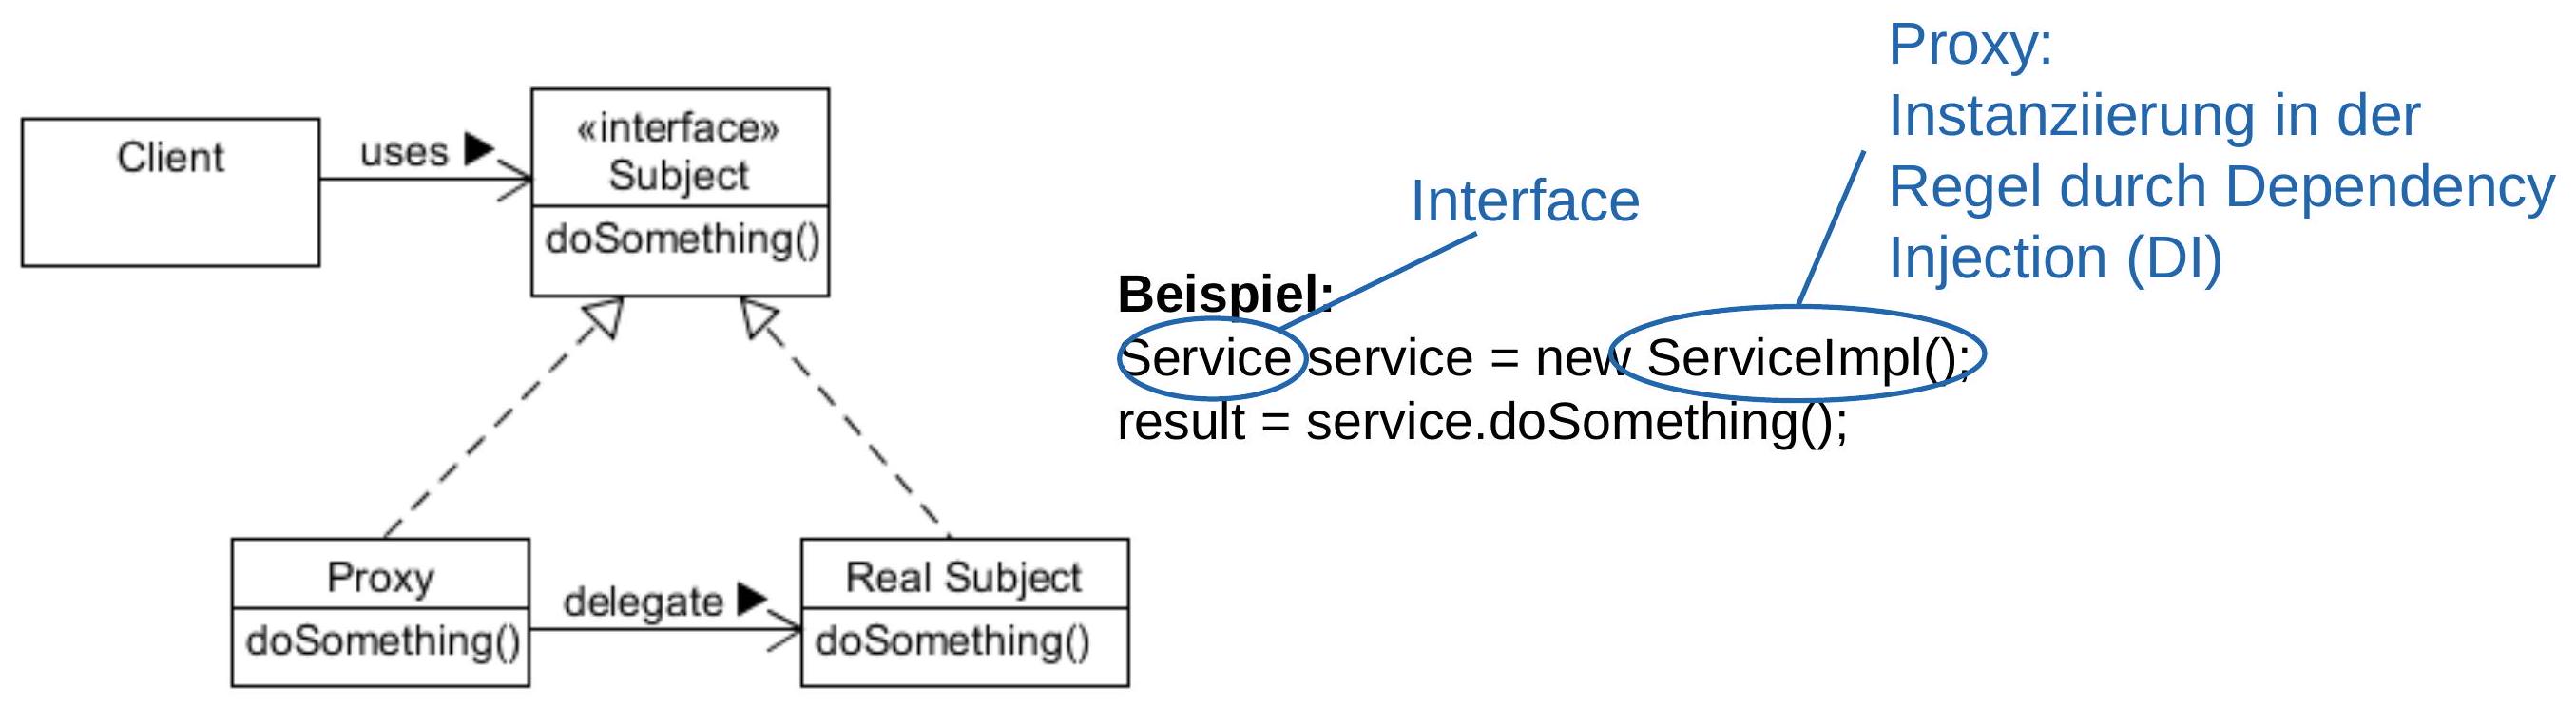 Client
uses ▶
«interface»
Subject
doSomething()
Proxy
doSomething()
delegate ▶
Real Subject
doSomething()
Interface
Proxy:
Instanziierung in der
Regel durch Dependency
Injection (DI)
Beispiel:
Service service = new ServiceImpl();
result = service.doSomething();